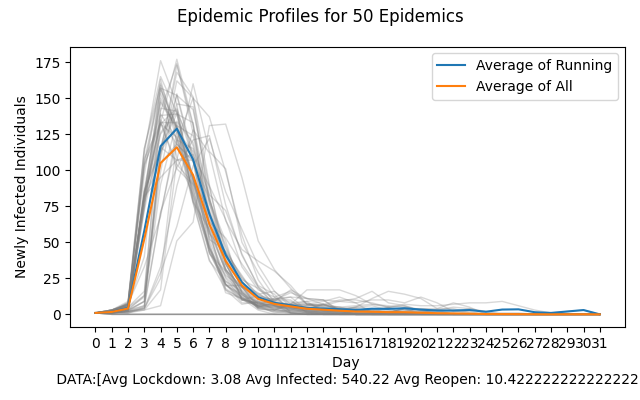 Epidemic Profiles for 50 Epidemics
175
150
125
100
75
50
25
0
Newly Infected Individuals
Average of Running
Average of All
0 1 2 3 4 5 6 7 8 9 10 11 12 13 14 15 16 17 18 19 20 21 22 23 24 25 26 27 28 29 30 31
Day
DATA:[Avg Lockdown: 3.08 Avg Infected: 540.22 Avg Reopen: 10.422222222222222